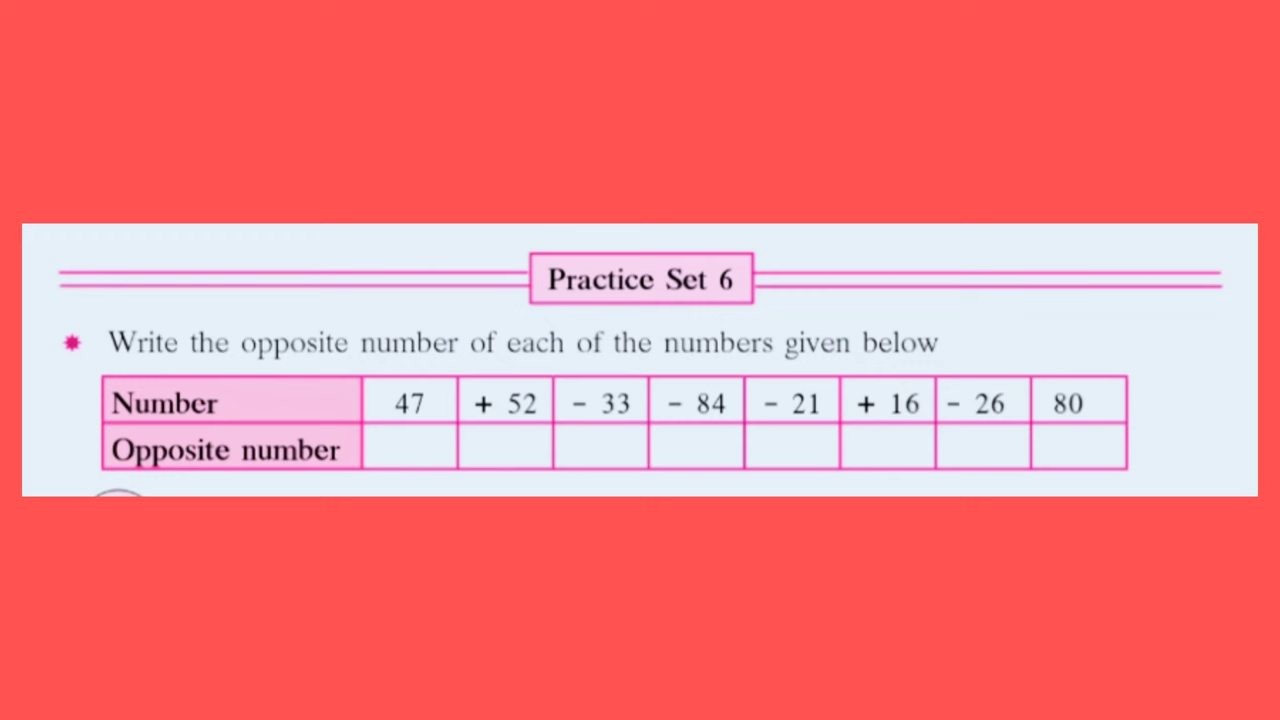 Practice Set 6
Write the opposite number of each of the numbers given below
Number 47 + 52 - 33 - 84 - 21 + 16 - 26 80
Opposite number